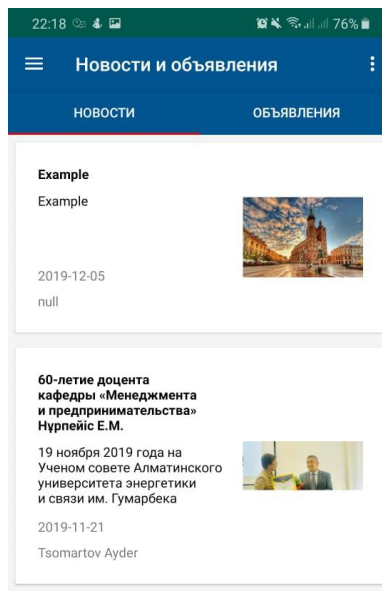 22:18 76%
Новости и объявления
НОВОСТИ ОБЪЯВЛЕНИЯ
Example
Example
2019-12-05
null
60-летие доцента
кафедры «Менеджмента
и предпринимательства»
Нұрпейіс Е.М.
19 ноября 2019 года на
Ученом совете Алматинского
университета энергетики
и связи им. Гумарбека
2019-11-21
Tsomartov Ayder